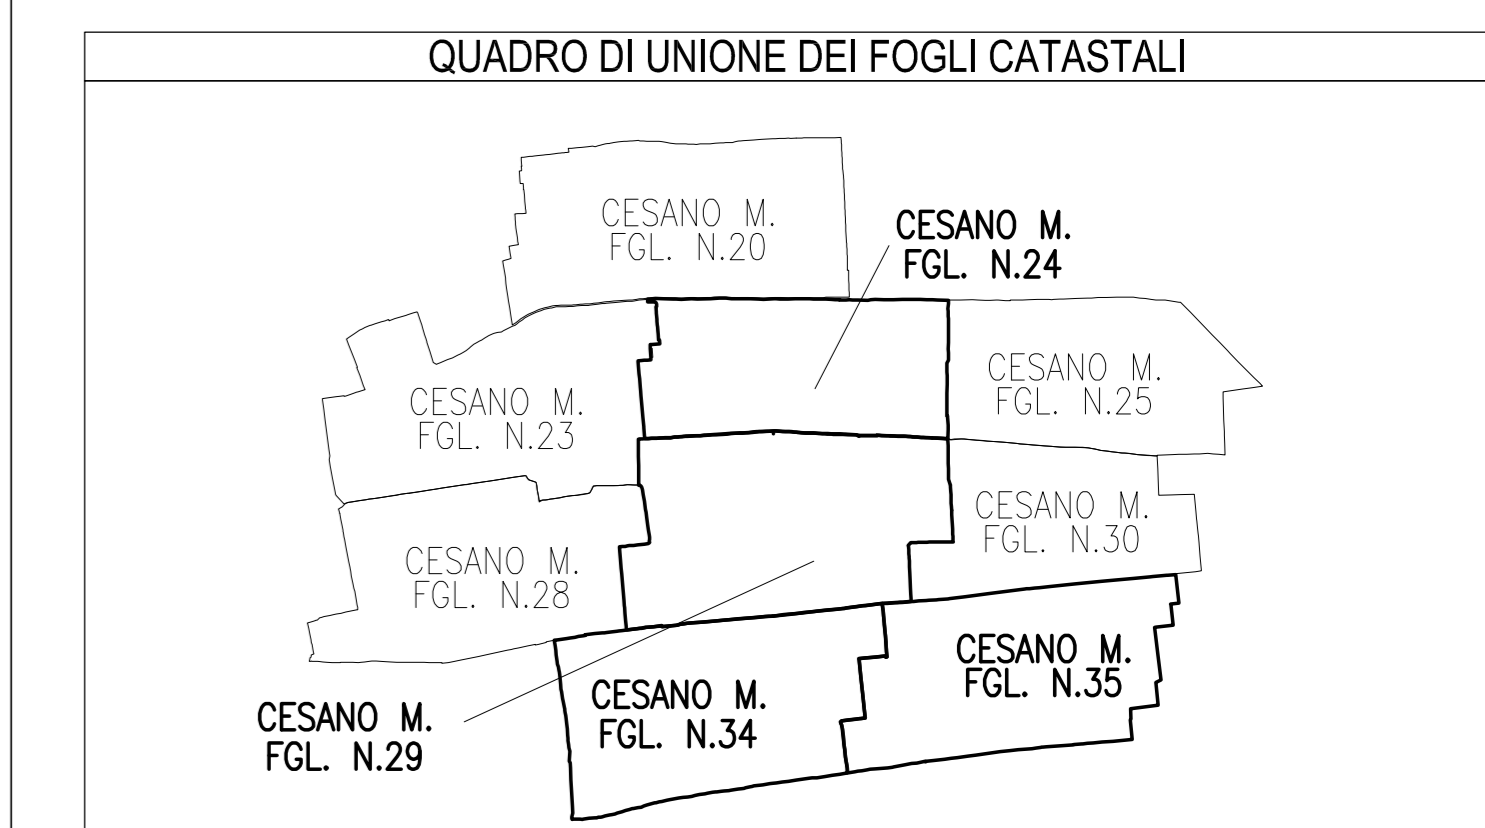 QUADRO DI UNIONE DEI FOGLI CATASTALI
CESANO M.
FGL. N.20
CESANO M.
FGL. N.24
CESANO M.
FGL. N.25
CESANO M.
FGL. N.23
CESANO M.
FGL. N.30
CESANO M.
FGL. N.28
CESANO M.
FGL. N.35
CESANO M.
FGL. N.34
CESANO M.
FGL. N.29